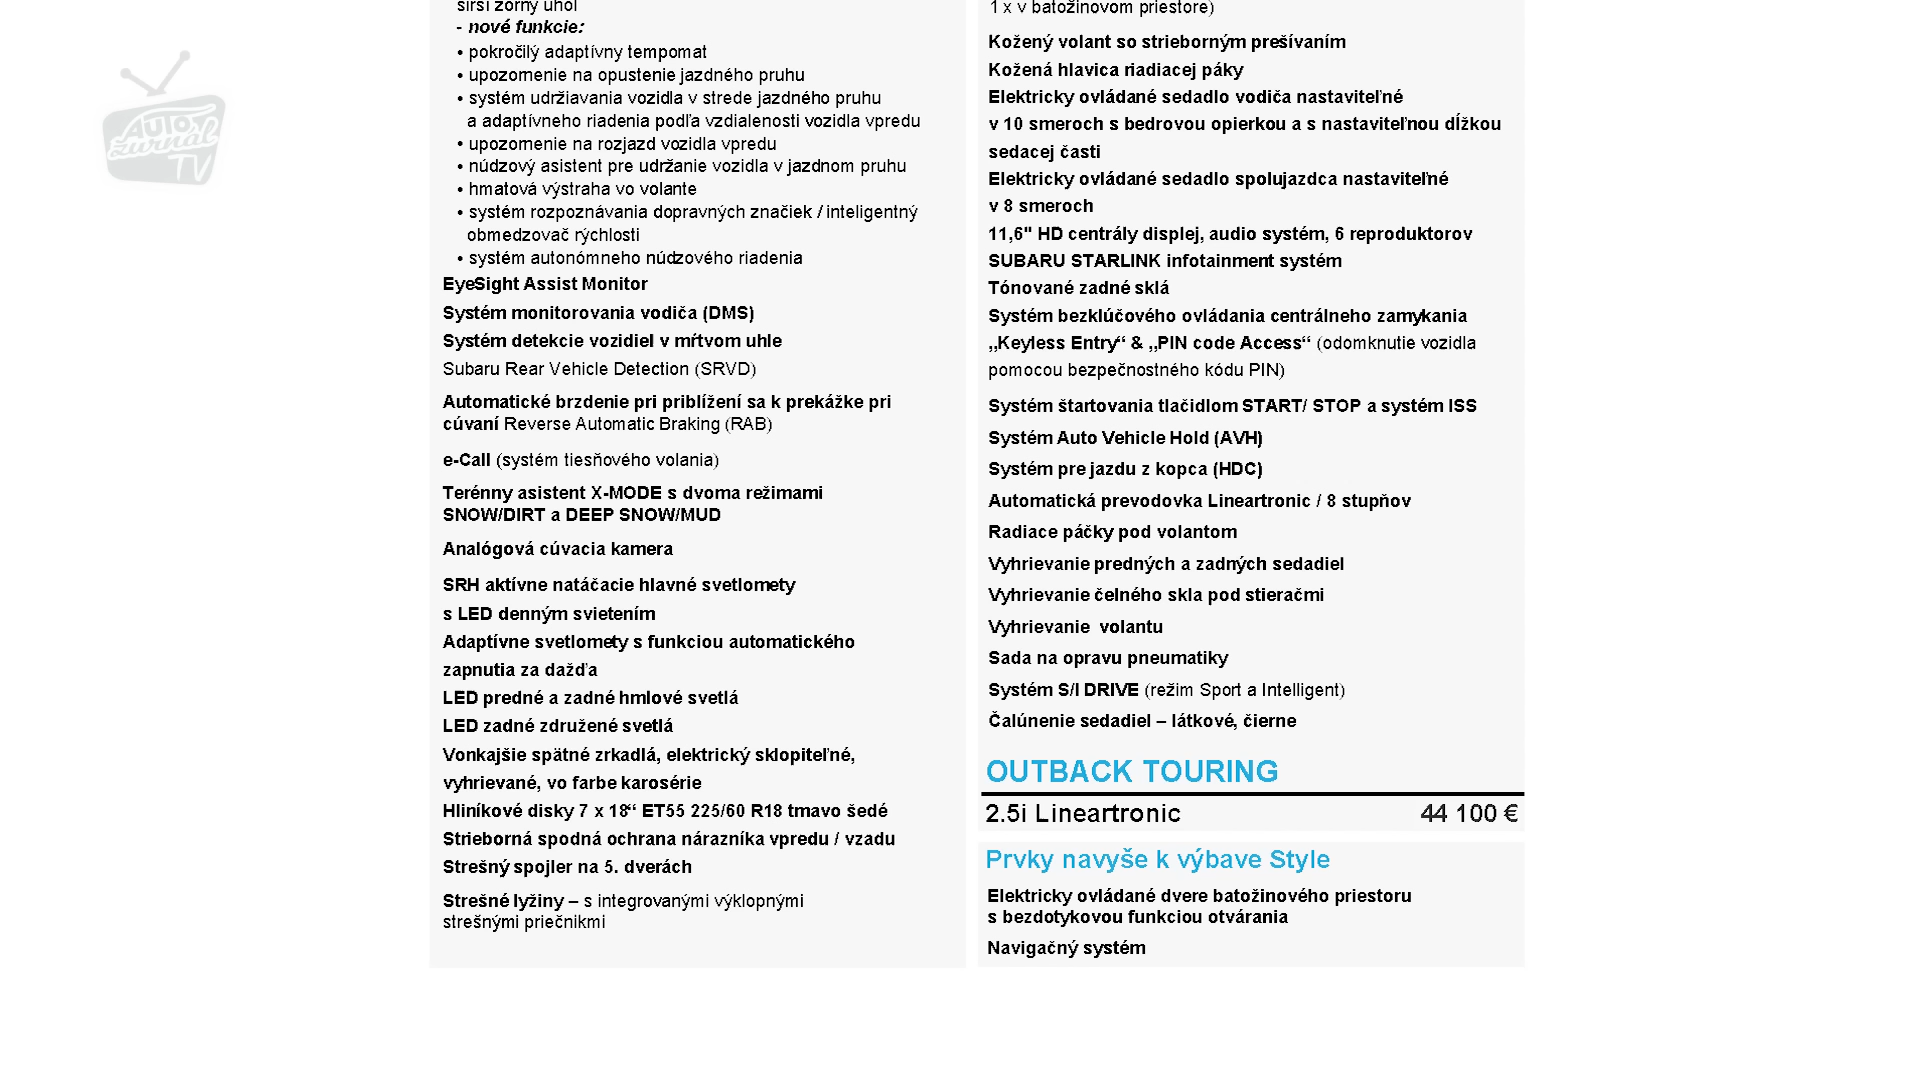 širší zorný uhol
- nové funkcie:
• pokročilý adaptívny tempomat
• upozornenie na opustenie jazdného pruhu
• systém udržiavania vozidla v strede jazdného pruhu
a adaptívneho riadenia podľa vzdialenosti vozidla vpredu
• upozornenie na rozjazd vozidla vpredu
• núdzový asistent pre udržanie vozidla v jazdnom pruhu
• hmatová výstraha vo volante
• systém rozpoznávania dopravných značiek / inteligentný
obmedzovač rýchlosti
• systém autonómneho núdzového riadenia
EyeSight Assist Monitor
Systém monitorovania vodiča (DMS)
Systém detekcie vozidiel v mŕtvom uhle
Subaru Rear Vehicle Detection (SRVD)
Automatické brzdenie pri priblížení sa k prekážke pri
cúvaní Reverse Automatic Braking (RAB)
e-Call (systém tiesňového volania)
Terénny asistent X-MODE s dvoma režimami
SNOW/DIRT a DEEP SNOW/MUD
Analógová cúvacia kamera
SRH aktívne natáčacie hlavné svetlomety
s LED denným svietením
Adaptívne svetlomety s funkciou automatického
zapnutia za dažďa
LED predné a zadné hmlové svetlá
LED zadné združené svetlá
Vonkajšie spätné zrkadlá, elektrický sklopiteľné,
vyhrievané, vo farbe karosérie
Hliníkové disky 7 x 18“ ET55 225/60 R18 tmavo šedé
Strieborná spodná ochrana nárazníka vpredu / vzadu
Strešný spojler na 5. dverách
Strešné lyžiny – s integrovanými výklopnými
strešnými priečnikmi
1 x v batožinovom priestore)
Kožený volant so strieborným prešívaním
Kožená hlavica riadiacej páky
Elektricky ovládané sedadlo vodiča nastaviteľné
v 10 smeroch s bedrovou opierkou a s nastaviteľnou dĺžkou
sedacej časti
Elektricky ovládané sedadlo spolujazdca nastaviteľné
v 8 smeroch
11,6" HD centrály displej, audio systém, 6 reproduktorov
SUBARU STARLINK infotainment systém
Tónované zadné sklá
Systém bezklúčového ovládania centrálneho zamykania
„Keyless Entry“ & „PIN code Access“ (odomknutie vozidla
pomocou bezpečnostného kódu PIN)
Systém štartovania tlačidlom START/ STOP a systém ISS
Systém Auto Vehicle Hold (AVH)
Systém pre jazdu z kopca (HDC)
Automatická prevodovka Lineartronic / 8 stupňov
Radiace páčky pod volantom
Vyhrievanie predných a zadných sedadiel
Vyhrievanie čelného skla pod stieračmi
Vyhrievanie volantu
Sada na opravu pneumatiky
Systém S/I DRIVE (režim Sport a Intelligent)
Čalúnenie sedadiel – látkové, čierne
OUTBACK TOURING
2.5i Lineartronic 44 100 €
Prvky navyše k výbave Style
Elektricky ovládané dvere batožinového priestoru
s bezdotykovou funkciou otvárania
Navigačný systém
AUTO
žurnál
TV